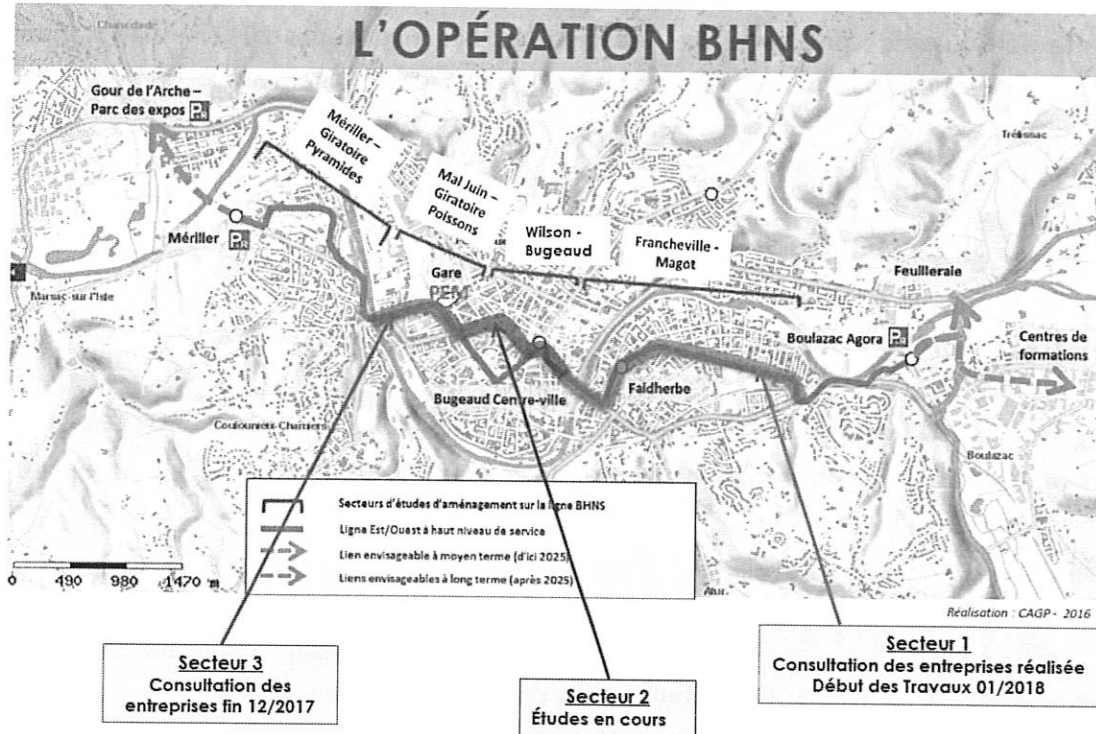 L'OPÉRATION BHNS
Chancelade
Gour de l'Arche –
Parc des expos P+R
Mériller –
Giratoire
Pyramides
Mal Juin –
Giratoire
Poissons
Wilson -
Bugeaud
Francheville -
Magot
Trélissac
Mériller P+R
Marsac-sur-l'Isle
Gare
PEM
Feuilleraie
Boulazac Agora P+R
Centres de
formations
Bugeaud Centre-ville
Faidherbe
Coulounieix-Chamiers
Boulazac
Secteurs d'études d'aménagement sur la ligne BHNS
Ligne Est/Ouest à haut niveau de service
Lien envisageable à moyen terme (d'ici 2025)
Liens envisageables à long terme (après 2025)
0 490 980 1470 m
Atur
Réalisation : CAGP - 2016
Secteur 3
Consultation des
entreprises fin 12/2017
Secteur 2
Études en cours
Secteur 1
Consultation des entreprises réalisée
Début des Travaux 01/2018